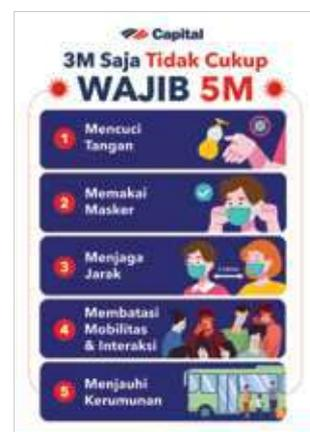 Capital
3M Saja Tidak Cukup
WAJIB 5M
1
Mencuci
Tangan
2
Memakai
Masker
3
Menjaga
Jarak
4
Membatasi
Mobilitas
& Interaksi
5
Menjauhi
Kerumunan